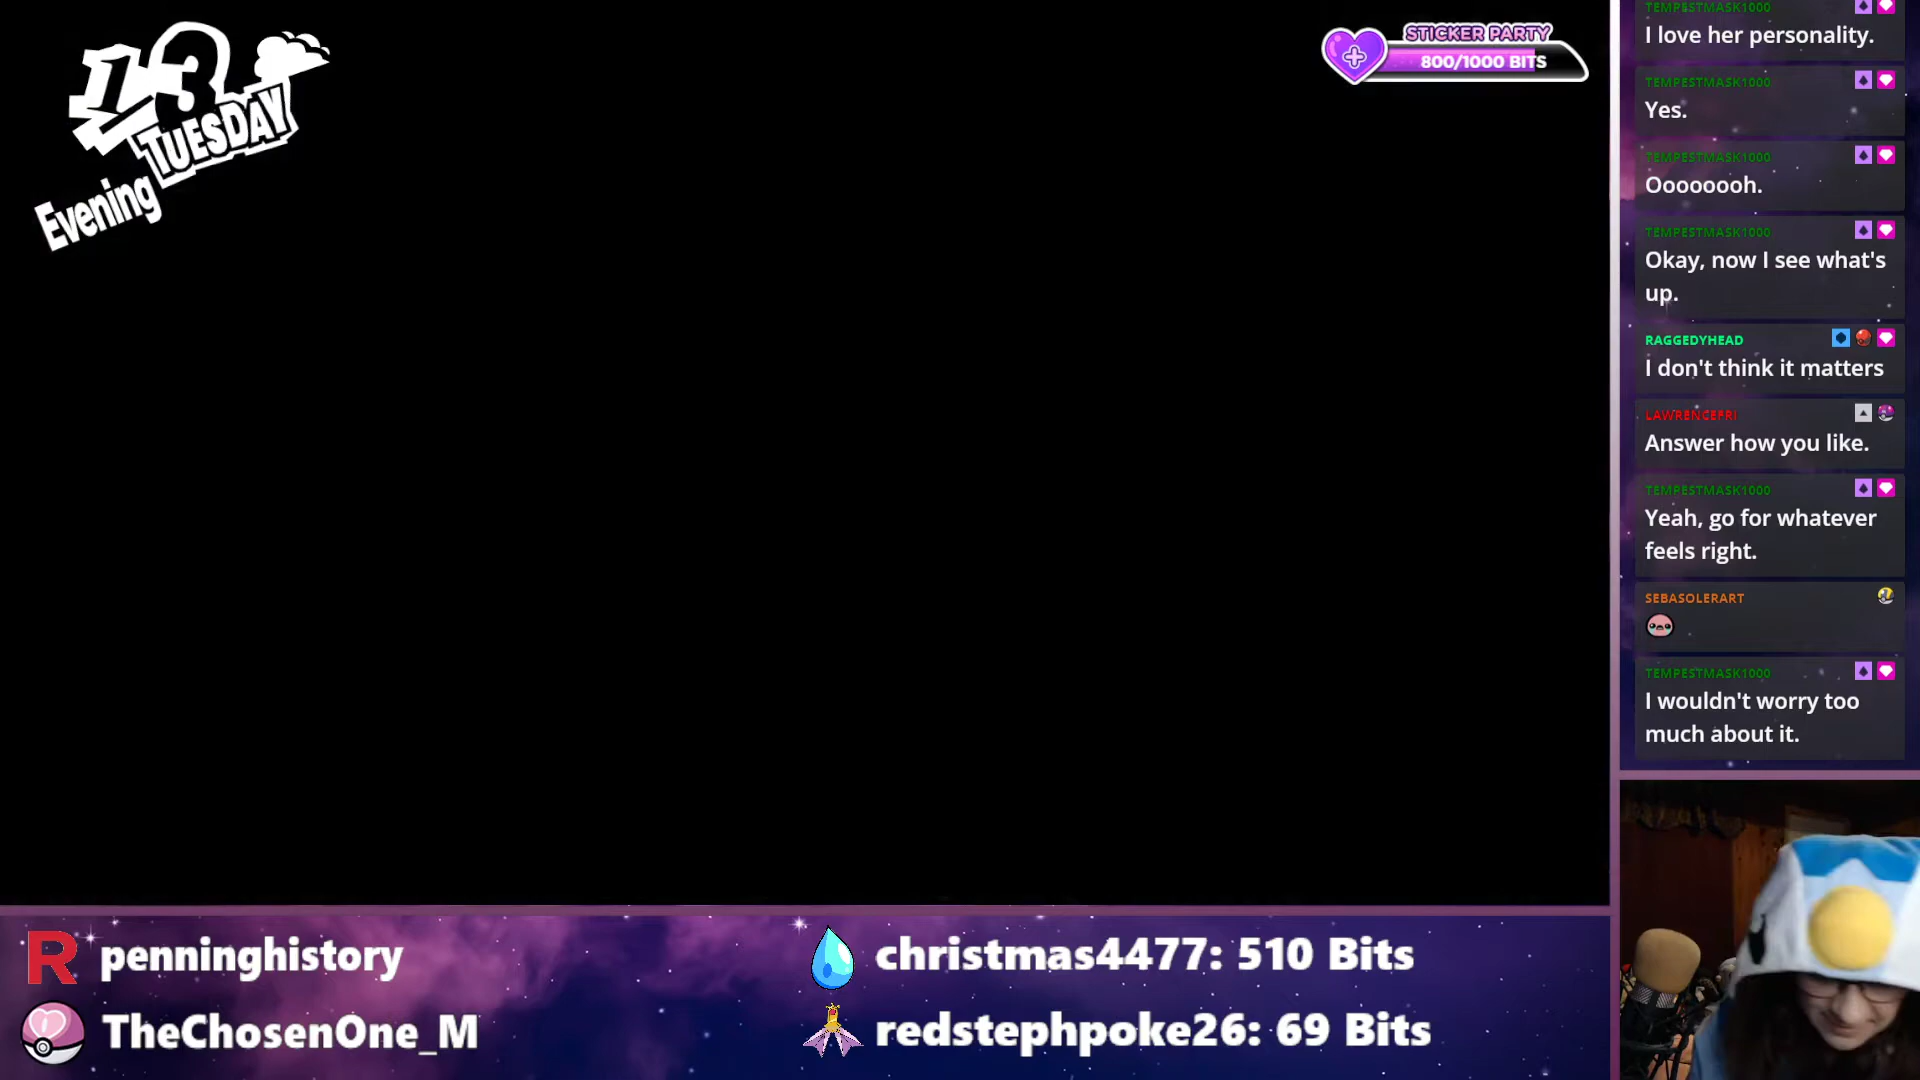 13
TUESDAY
Evening
STICKER PARTY
800/1000 BITS
TEMPESTMASK1000
I love her personality.
TEMPESTMASK1000
Yes.
TEMPESTMASK1000
Oooooooh.
TEMPESTMASK1000
Okay, now I see what's
up.
RAGGEDYHEAD
I don't think it matters
LAWRENCEFRI
Answer how you like.
TEMPESTMASK1000
Yeah, go for whatever
feels right.
SEBASOLERART
TEMPESTMASK1000
I wouldn't worry too
much about it.
R penninghistory
christmas4477: 510 Bits
TheChosenOne_M
redstephpoke26: 69 Bits